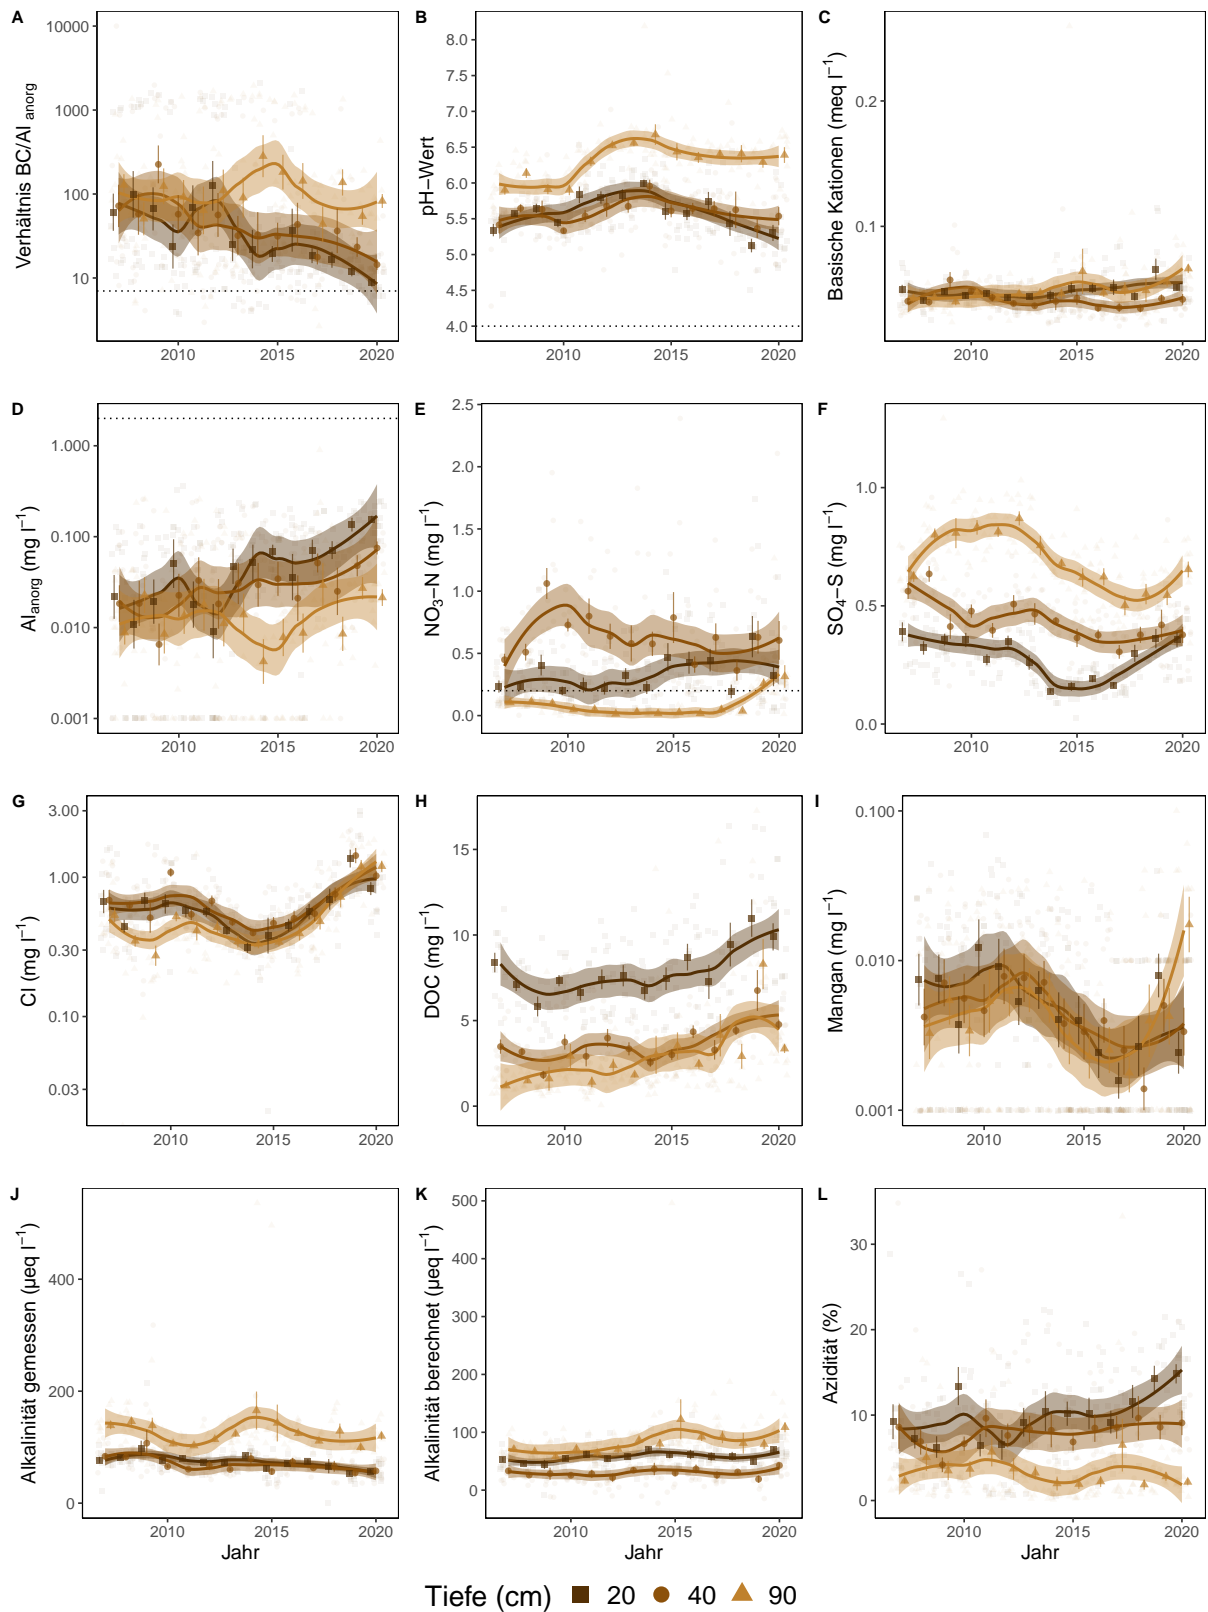 A
Verhältnis BC/Al anorg
10000
1000
100
10
2010 2015 2020
B
pH−Wert
8.0
7.5
7.0
6.5
6.0
5.5
5.0
4.5
4.0
2010 2015 2020
C
Basische Kationen (meq l−1)
0.2
0.1
2010 2015 2020
D
Alanorg (mg l−1)
1.000
0.100
0.010
0.001
2010 2015 2020
E
NO3−N (mg l−1)
2.5
2.0
1.5
1.0
0.5
0.0
2010 2015 2020
F
SO4−S (mg l−1)
1.0
0.5
0.0
2010 2015 2020
G
Cl (mg l−1)
3.00
1.00
0.30
0.10
0.03
2010 2015 2020
H
DOC (mg l−1)
15
10
5
0
2010 2015 2020
I
Mangan (mg l−1)
0.100
0.010
0.001
2010 2015 2020
J
Alkalinität gemessen (µeq l−1)
400
200
0
2010 2015 2020
Jahr
K
Alkalinität berechnet (µeq l−1)
500
400
300
200
100
0
2010 2015 2020
Jahr
L
Azidität (%)
30
20
10
0
2010 2015 2020
Jahr
Tiefe (cm) 20 40 90